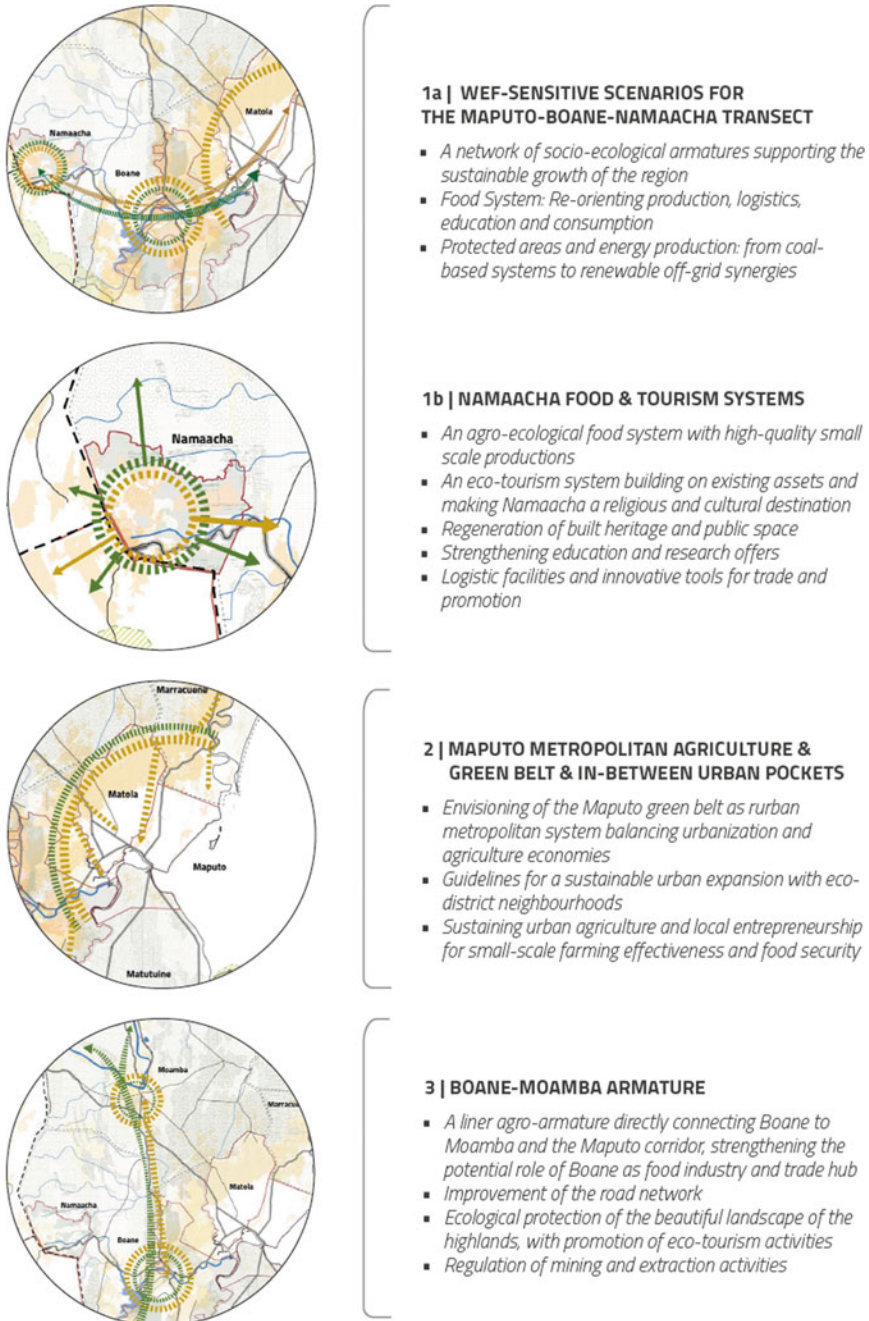 Matola
Namaacha
Boane
1a | WEF-SENSITIVE SCENARIOS FOR
THE MAPUTO-BOANE-NAMAACHA TRANSECT
▪ A network of socio-ecological armatures supporting the
sustainable growth of the region
▪ Food System: Re-orienting production, logistics,
education and consumption
▪ Protected areas and energy production: from coal-
based systems to renewable off-grid synergies
Namaacha
1b | NAMAACHA FOOD & TOURISM SYSTEMS
▪ An agro-ecological food system with high-quality small
scale productions
▪ An eco-tourism system building on existing assets and
making Namaacha a religious and cultural destination
▪ Regeneration of built heritage and public space
▪ Strengthening education and research offers
▪ Logistic facilities and innovative tools for trade and
promotion
Marracuene
Matola
Maputo
Matutuine
2 | MAPUTO METROPOLITAN AGRICULTURE &
GREEN BELT & IN-BETWEEN URBAN POCKETS
▪ Envisioning of the Maputo green belt as rurban
metropolitan system balancing urbanization and
agriculture economies
▪ Guidelines for a sustainable urban expansion with eco-
district neighbourhoods
▪ Sustaining urban agriculture and local entrepreneurship
for small-scale farming effectiveness and food security
Moamba
Marracue
Matola
Namaacha
Boane
3 | BOANE-MOAMBA ARMATURE
▪ A liner agro-armature directly connecting Boane to
Moamba and the Maputo corridor, strengthening the
potential role of Boane as food industry and trade hub
▪ Improvement of the road network
▪ Ecological protection of the beautiful landscape of the
highlands, with promotion of eco-tourism activities
▪ Regulation of mining and extraction activities